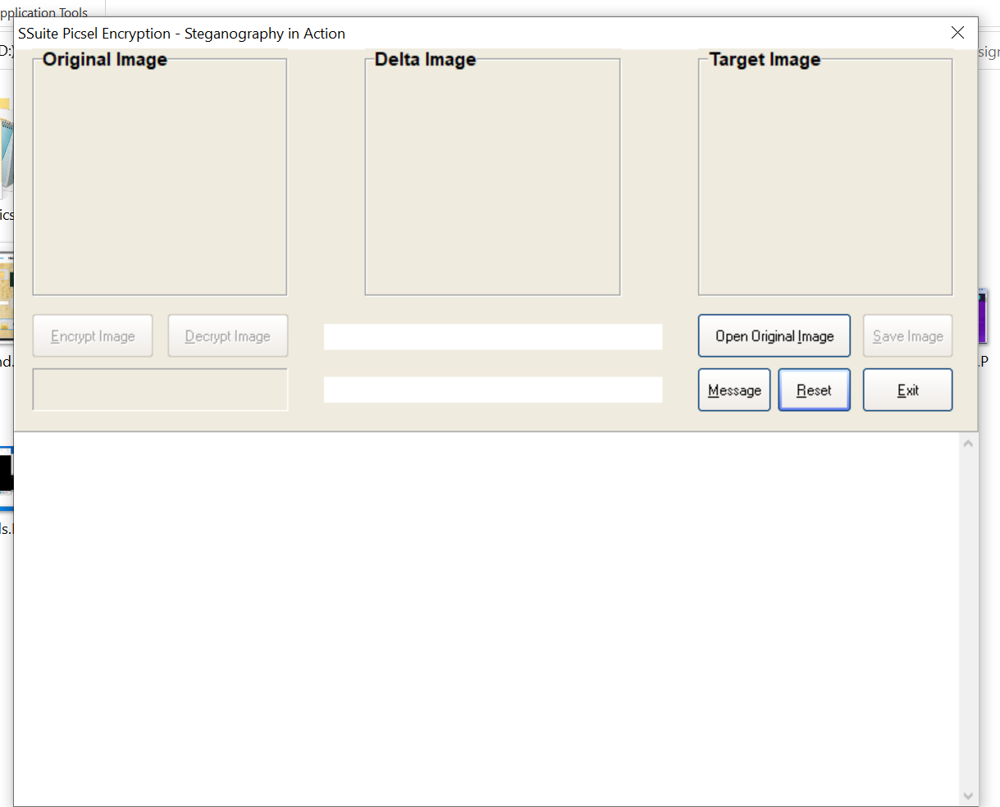 pplication Tools
SSuite Picsel Encryption - Steganography in Action
D:)
sign
Original Image
Delta Image
Target Image
ics
Encrypt Image
Decrypt Image
Open Original Image
Save Image
nd.
.P
Message
Reset
Exit
ls.